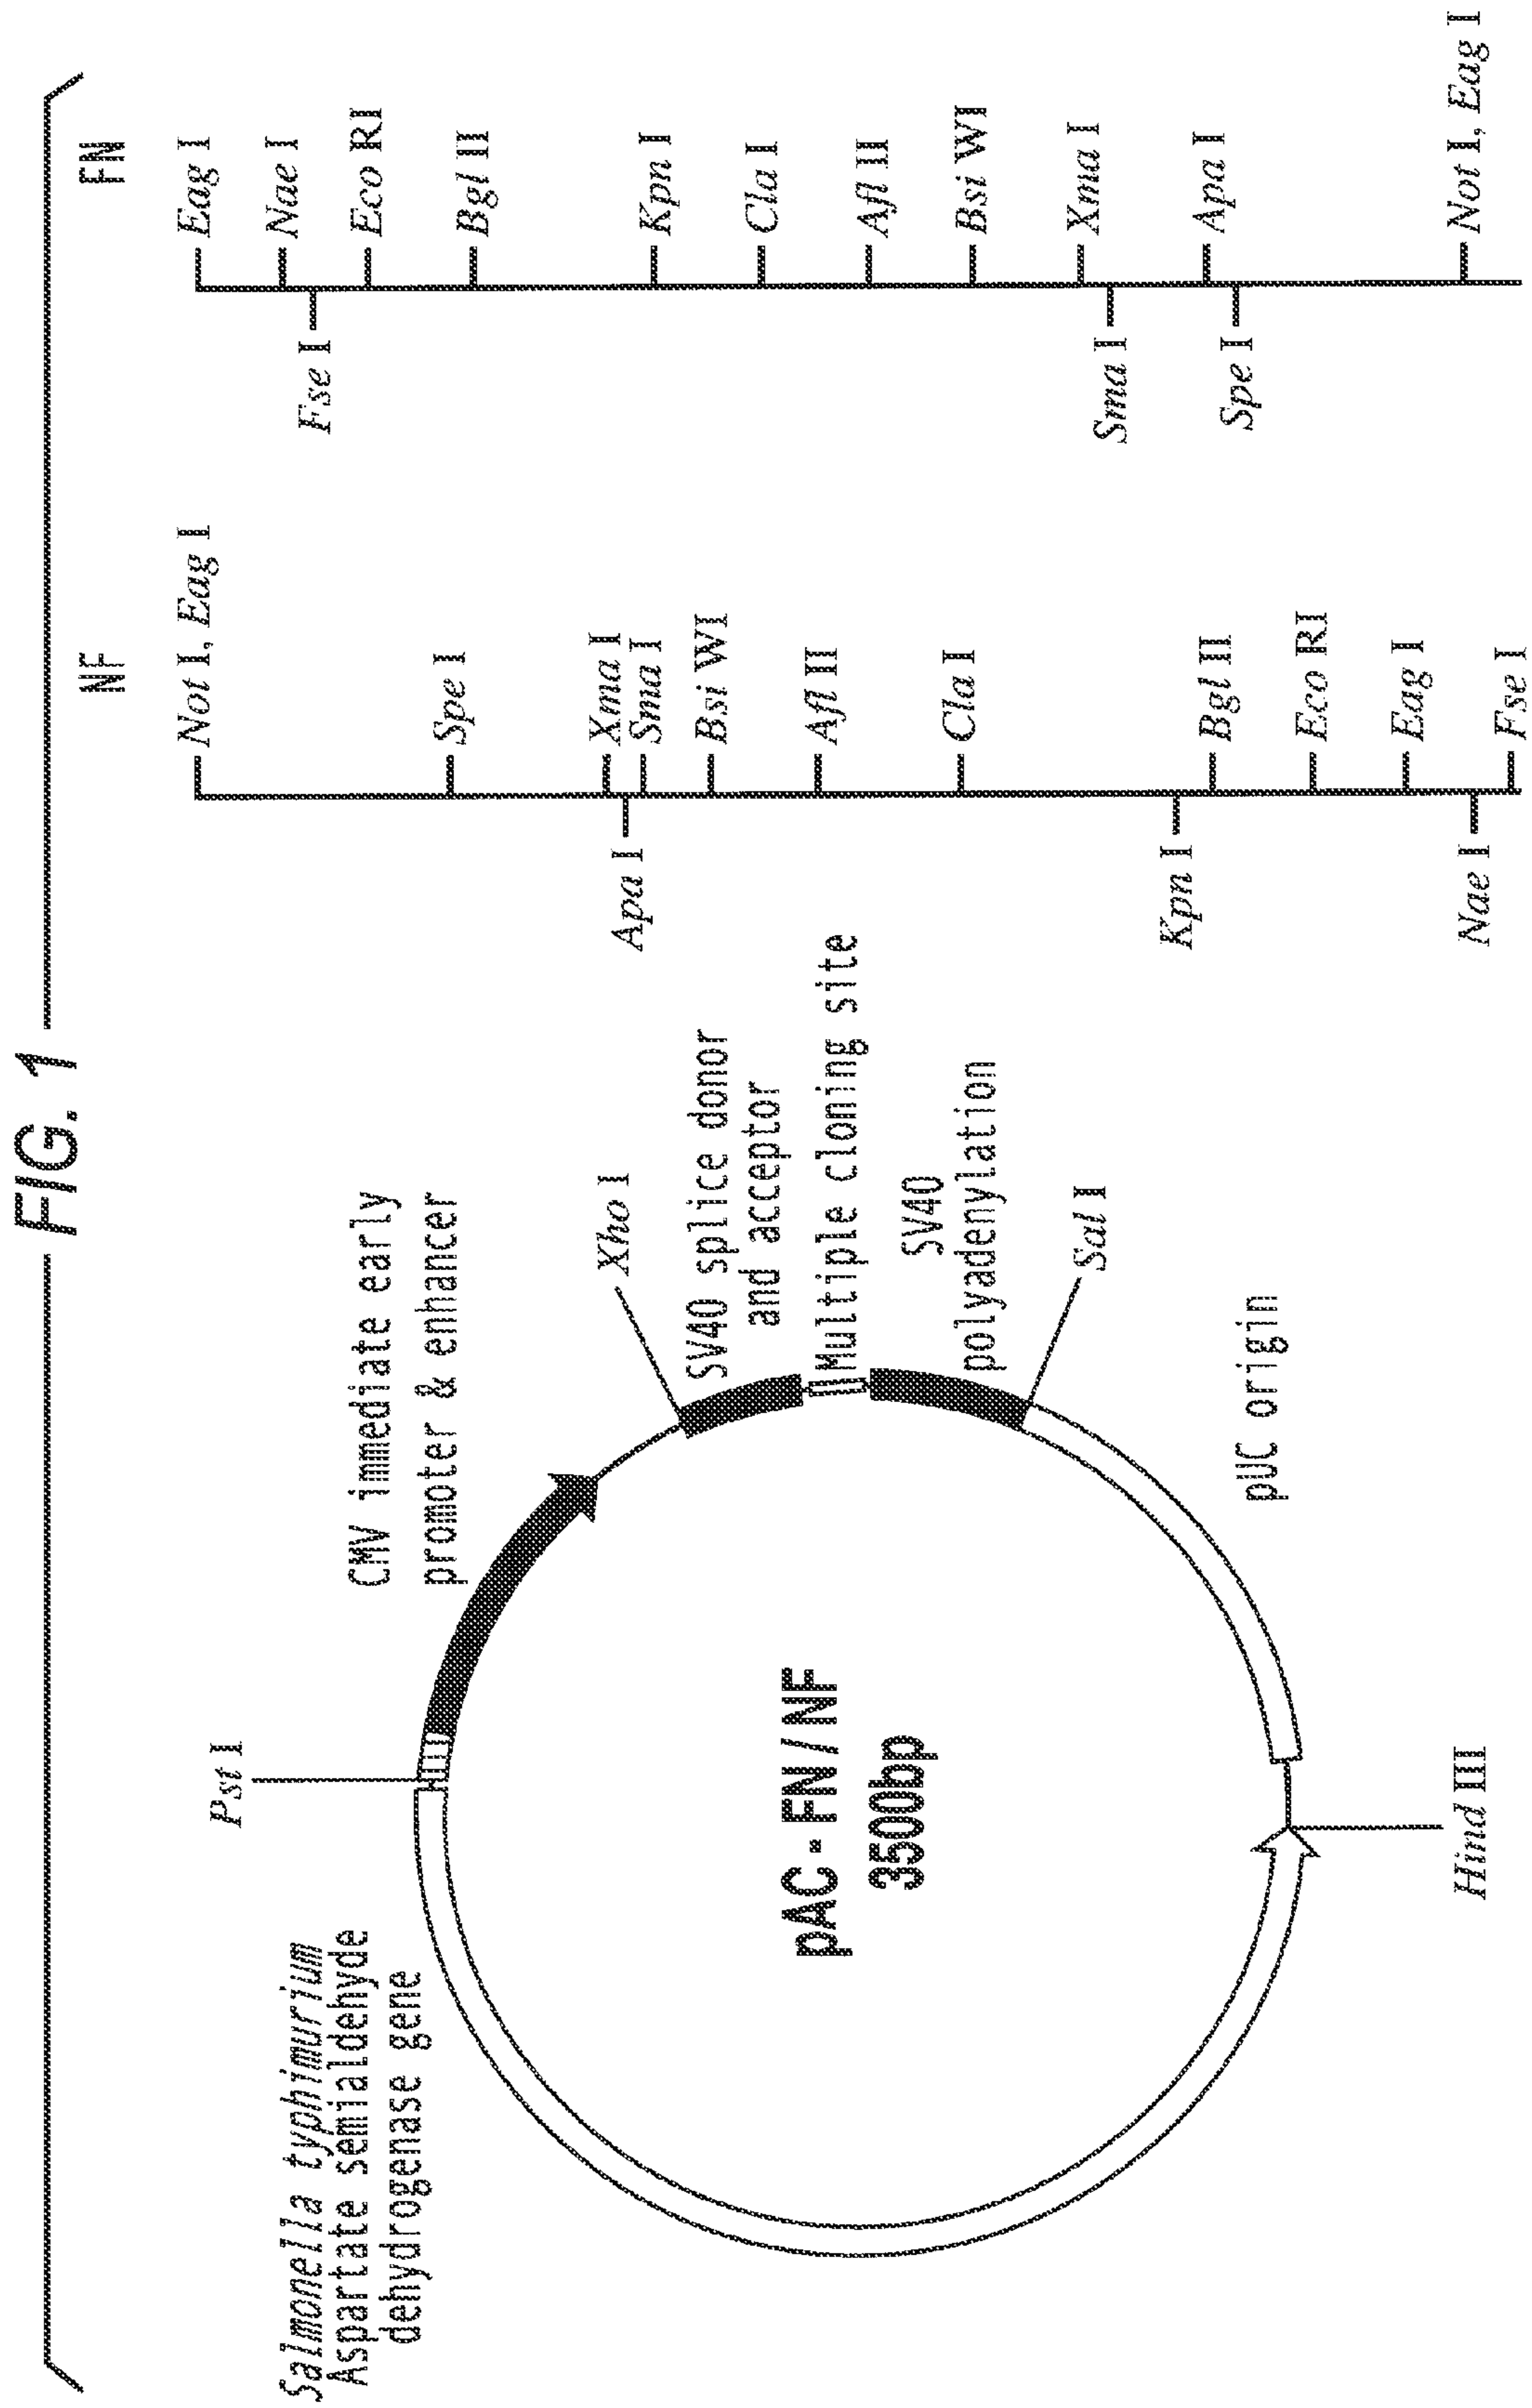 FIG. 1
Salmonella typhimurium
Aspartate semialdehyde
dehydrogenase gene
Pst I
CMV immediate early
promoter & enhancer
Xho I
SV40 splice donor
and acceptor
Multiple cloning site
SV40
polyadenylation
Sal I
pUC origin
Hind III
pAC - FN/NF
3500bp
NF
Not I, Eag I
Spe I
Xma I
Apa I
Sma I
Bsi WI
Afl II
Cla I
Kpn I
Bgl II
Eco RI
Eag I
Nae I
Fse I
FN
Eag I
Nae I
Fse I
Eco RI
Bgl II
Kpn I
Cla I
Afl II
Bsi WI
Xma I
Sma I
Apa I
Spe I
Not I, Eag I